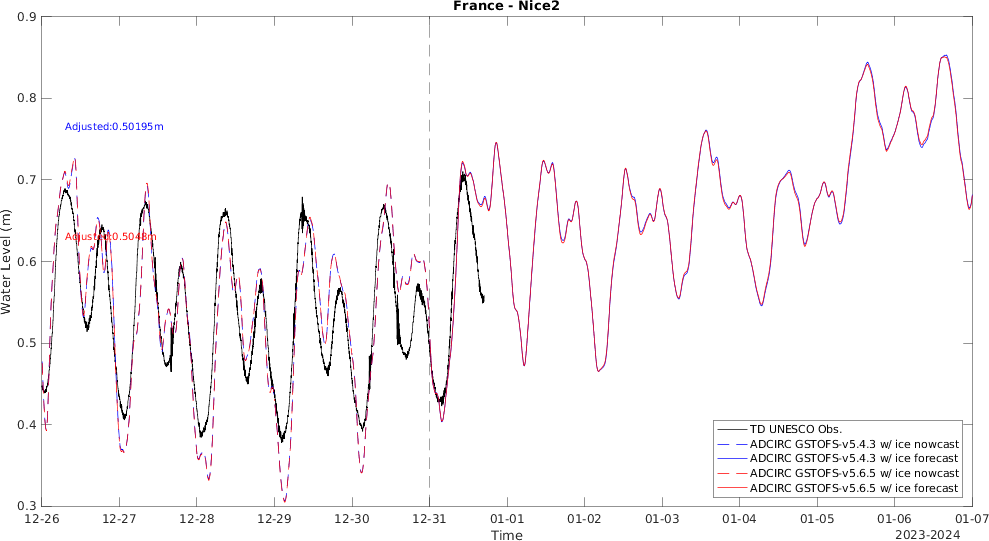 France - Nice2
0.9
0.8
0.7
0.6
0.5
0.4
0.3
Water Level (m)
Adjusted:0.50195m
Adjusted:0.5048m
TD UNESCO Obs.
ADCIRC GSTOFS-v5.4.3 w/ ice nowcast
ADCIRC GSTOFS-v5.4.3 w/ ice forecast
ADCIRC GSTOFS-v5.6.5 w/ ice nowcast
ADCIRC GSTOFS-v5.6.5 w/ ice forecast
12-26 12-27 12-28 12-29 12-30 12-31 01-01 01-02 01-03 01-04 01-05 01-06 01-07
Time
2023-2024